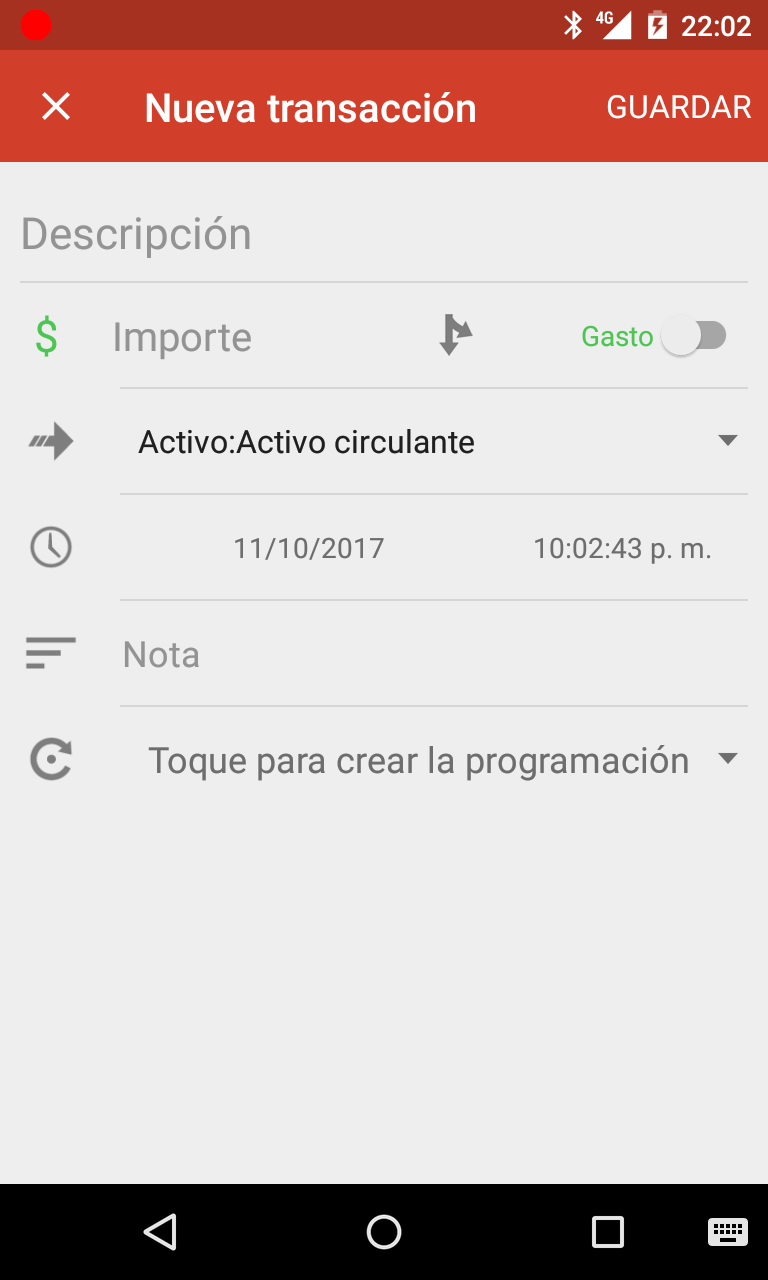 4G 22:02
Nueva transacción GUARDAR
Descripción
$ Importe Gasto
Activo:Activo circulante
11/10/2017 10:02:43 p. m.
Nota
Toque para crear la programación